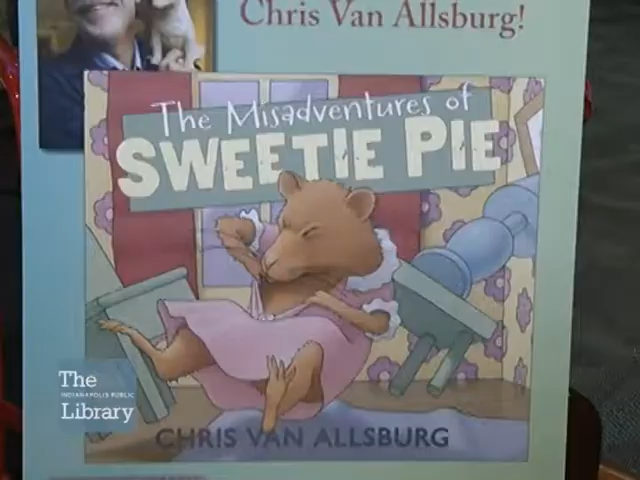 Chris Van Allsburg!
The Misadventures of
SWEETIE PIE
The
INDIANAPOLIS PUBLIC
Library
CHRIS VAN ALLSBURG